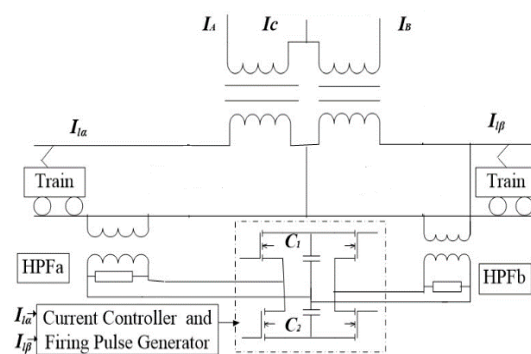 I_A I_C I_B
I_lα I_lβ
Train Train
C_1
HPFa HPFb
I_lα Current Controller and
C_2
I_lβ Firing Pulse Generator